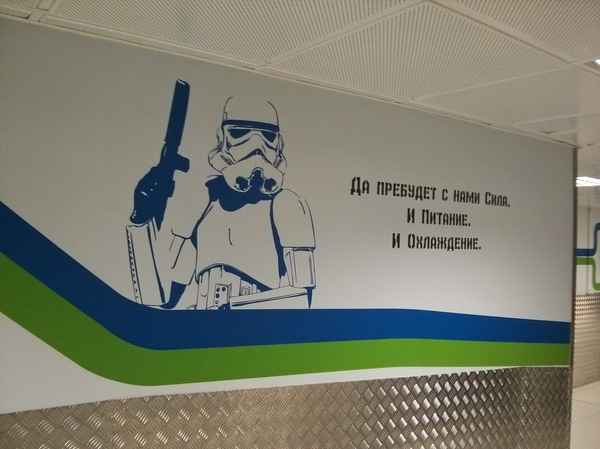 Да пребудет с нами Сила.
И Питание.
И Охлаждение.